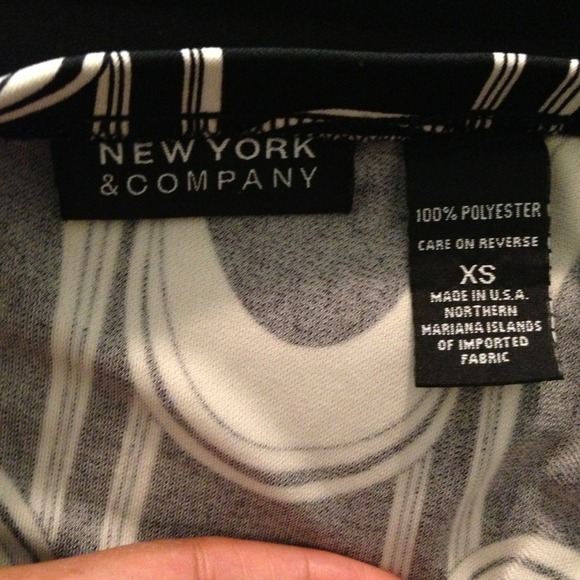 NEW YORK
& COMPANY
100% POLYESTER
CARE ON REVERSE
XS
MADE IN U.S.A.
NORTHERN
MARIANA ISLANDS
OF IMPORTED
FABRIC